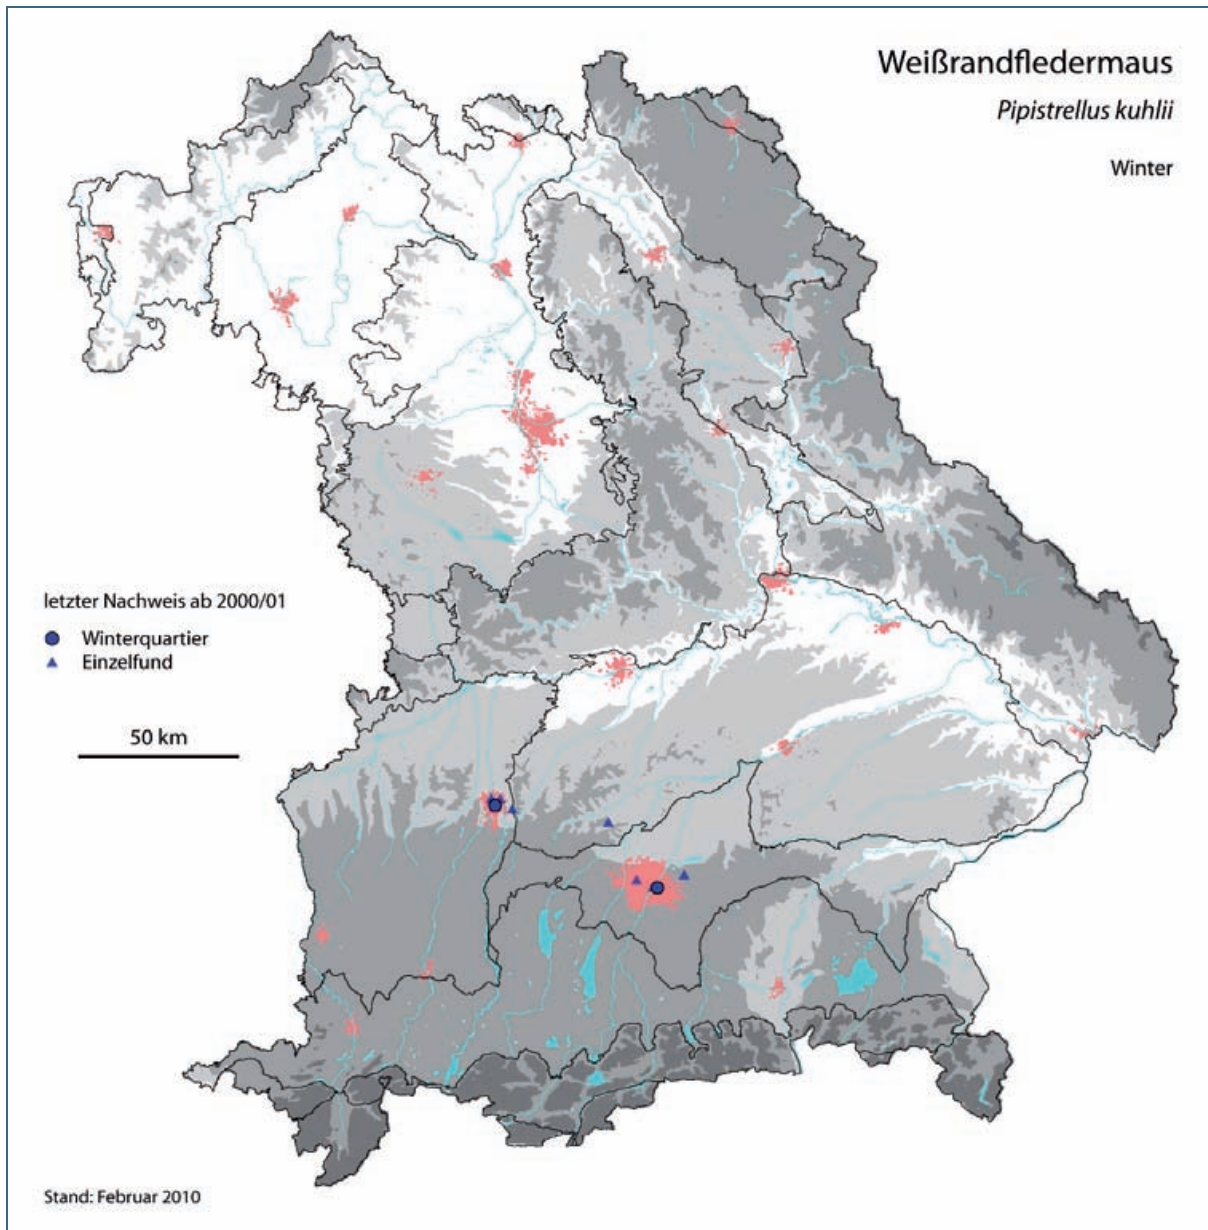 Weißrandfledermaus
Pipistrellus kuhlii
Winter
letzter Nachweis ab 2000/01
Winterquartier
Einzelfund
50 km
Stand: Februar 2010